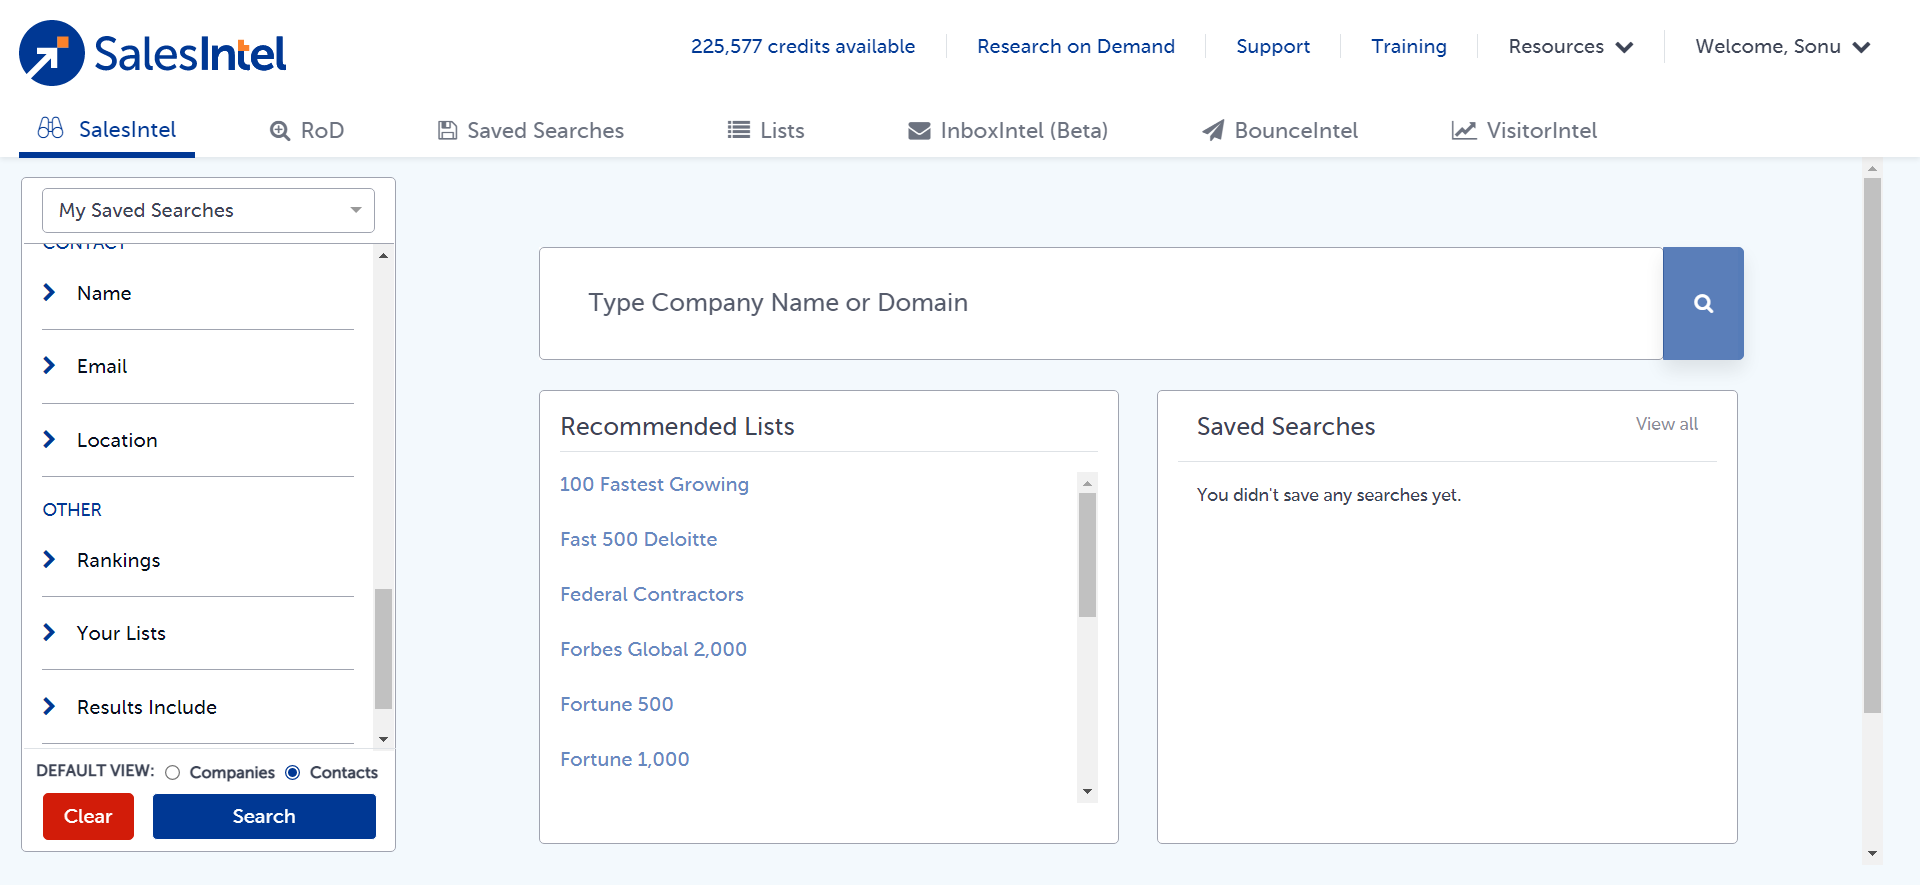 SalesIntel
225,577 credits available
Research on Demand
Support
Training
Resources
Welcome, Sonu
SalesIntel
RoD
Saved Searches
Lists
InboxIntel (Beta)
BounceIntel
VisitorIntel
My Saved Searches
CONTACT
Name
Email
Location
OTHER
Rankings
Your Lists
Results Include
DEFAULT VIEW: Companies Contacts
Clear
Search
Type Company Name or Domain
Recommended Lists
100 Fastest Growing
Fast 500 Deloitte
Federal Contractors
Forbes Global 2,000
Fortune 500
Fortune 1,000
Saved Searches
View all
You didn't save any searches yet.